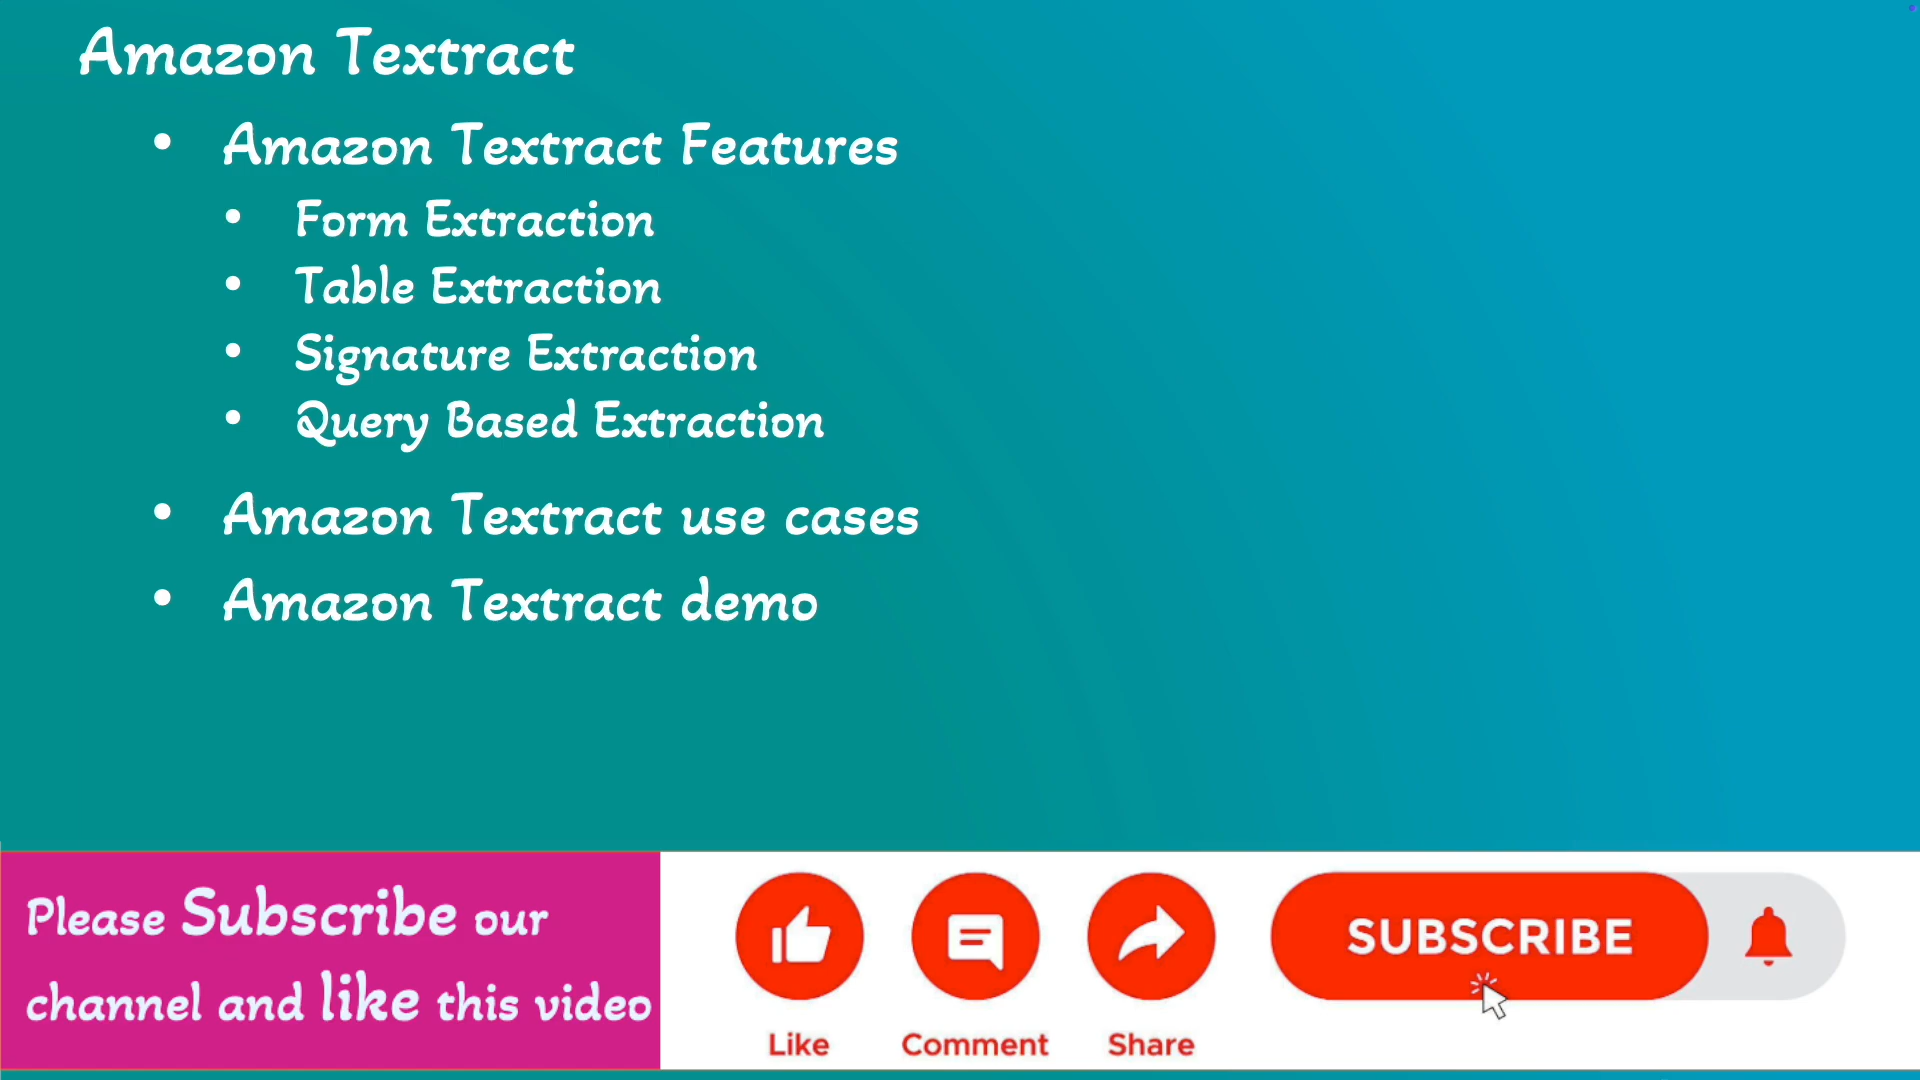 Amazon Textract
• Amazon Textract Features
• Form Extraction
• Table Extraction
• Signature Extraction
• Query Based Extraction
• Amazon Textract use cases
• Amazon Textract demo
Please Subscribe our
channel and like this video
SUBSCRIBE
Like Comment Share